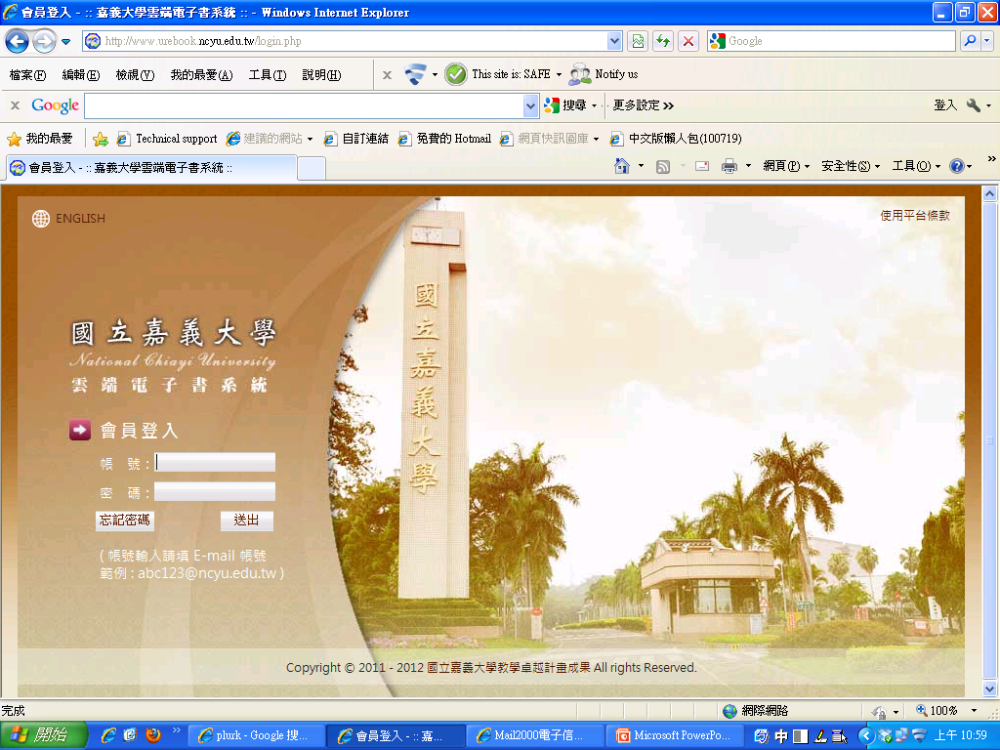 會員登入 - :: 嘉義大學雲端電子書系統 :: - Windows Internet Explorer
http://www.urebook.ncyu.edu.tw/login.php
Google
檔案(F) 編輯(E) 檢視(V) 我的最愛(A) 工具(T) 說明(H)
This site is: SAFE
Notify us
Google 搜尋 更多設定 登入
我的最愛 Technical support 建議的網站 自訂連結 免費的 Hotmail 網頁快訊圖庫 中文版懶人包(100719)
會員登入 - :: 嘉義大學雲端電子書系統 ::
網頁(P) 安全性(S) 工具(O)
ENGLISH
使用平台條款
國立嘉義大學
National Chiayi University
雲端電子書系統
國立嘉義大學
會員登入
帳 號 :
密 碼 :
忘記密碼 送出
( 帳號輸入請填 E-mail 帳號
範例 : abc123@ncyu.edu.tw )
Copyright © 2011 - 2012 國立嘉義大學教學卓越計畫成果 All rights Reserved.
完成
網際網路
100%
開始
plurk - Google 搜...
會員登入 - :: 嘉...
Mail2000電子信...
Microsoft PowerPo...
中
上午 10:59